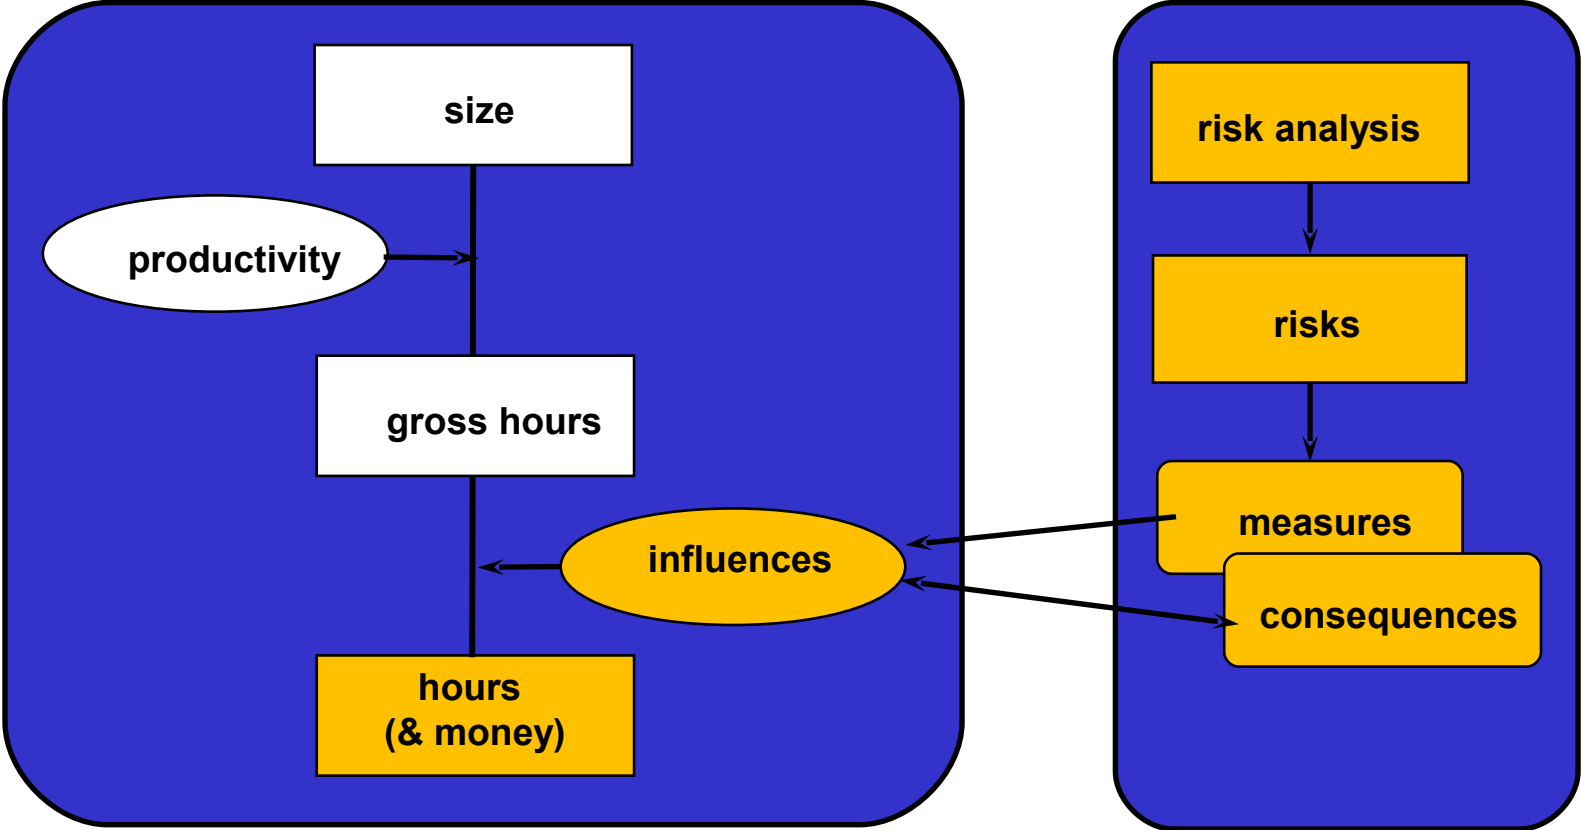 size
productivity
gross hours
influences
hours
(& money)
risk analysis
risks
measures
consequences